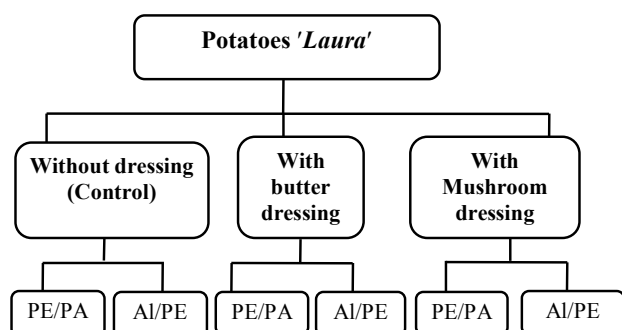 Potatoes 'Laura'
Without dressing
(Control)
With
butter
dressing
With
Mushroom
dressing
PE/PA
Al/PE
PE/PA
Al/PE
PE/PA
Al/PE